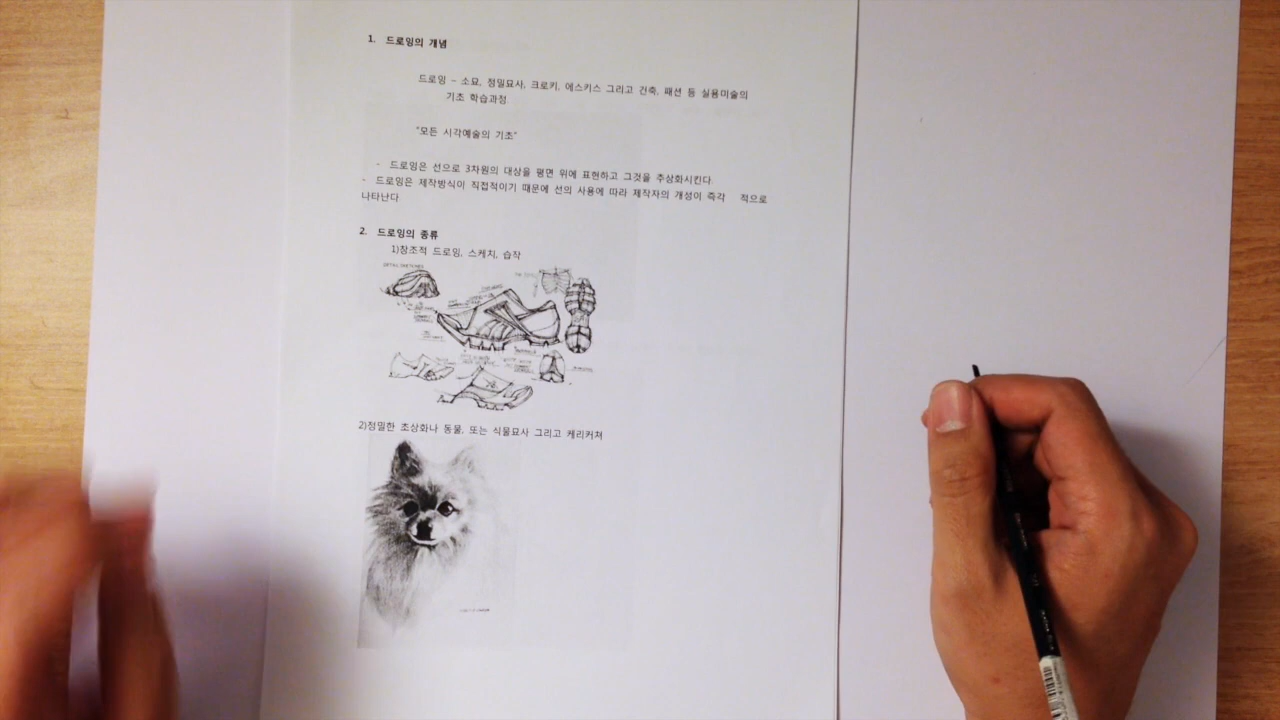 1. 드로잉의 개념
드로잉 – 소묘, 정밀묘사, 크로키, 에스키스 그리고 건축, 패션 등 실용미술의
기초 학습과정
"모든 시각예술의 기초"
- 드로잉은 선으로 3차원의 대상을 평면 위에 표현하고 그것을 추상화시킨다.
- 드로잉은 제작방식이 직접적이기 때문에 선의 사용에 따라 제작자의 개성이 즉각 적으로
나타난다
2. 드로잉의 종류
1)창조적 드로잉, 스케치, 습작
2)정밀한 초상화나 동물, 또는 식물묘사 그리고 케리커쳐